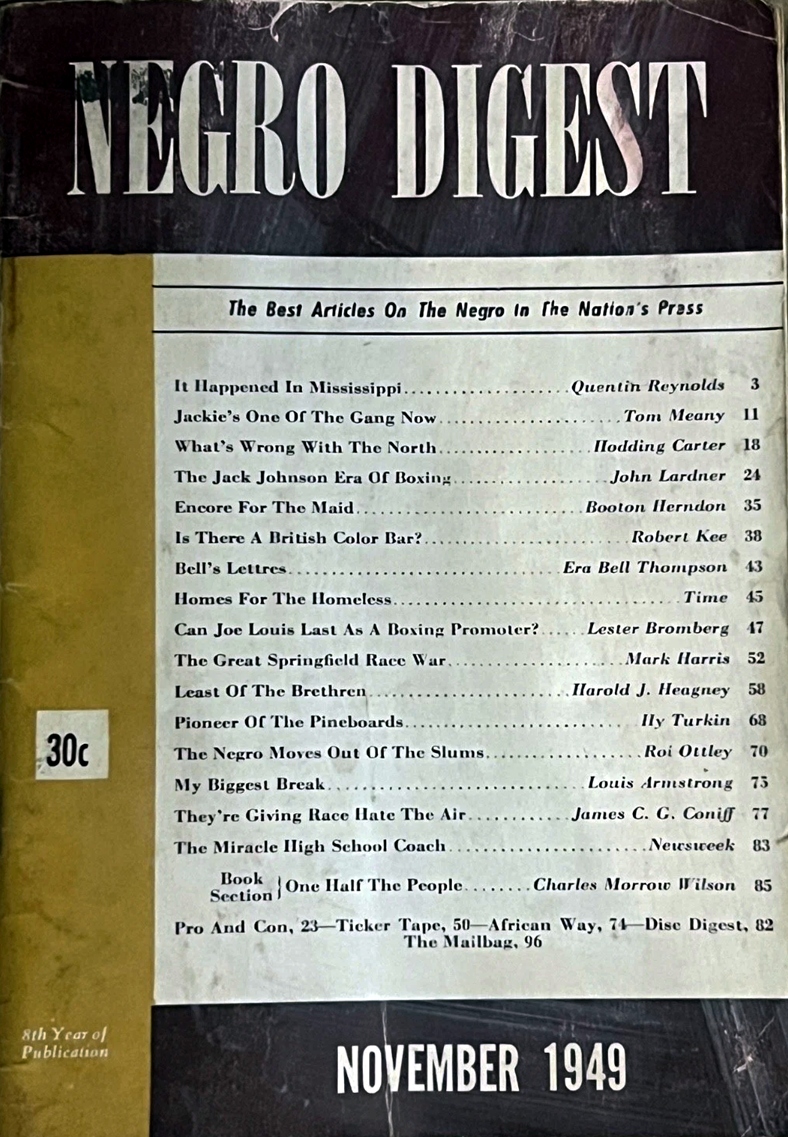 NEGRO DIGEST
The Best Articles On The Negro In The Nation's Press
It Happened In Mississippi.....................Quentin Reynolds 3
Jackie's One Of The Gang Now.......................Tom Meany 11
What's Wrong With The North....................Hodding Carter 18
The Jack Johnson Era Of Boxing...................John Lardner 24
Encore For The Maid............................Booton Herndon 35
Is There A British Color Bar?.........................Robert Kee 38
Bell's Lettres..................................Era Bell Thompson 43
Homes For The Homeless...................................Time 45
Can Joe Louis Last As A Boxing Promoter?......Lester Bromberg 47
The Great Springfield Race War......................Mark Harris 52
Least Of The Brethren.........................Harold J. Heagney 58
Pioneer Of The Pineboards...........................Hy Turkin 68
The Negro Moves Out Of The Slums...................Roi Ottley 70
My Biggest Break................................Louis Armstrong 75
They're Giving Race Hate The Air............James C. G. Coniff 77
The Miracle High School Coach.........................Newsweek 83
Book
Section } One Half The People........Charles Morrow Wilson 85
Pro And Con, 23—Ticker Tape, 50—African Way, 74—Disc Digest, 82
The Mailbag, 96
30c
8th Year of
Publication
NOVEMBER 1949